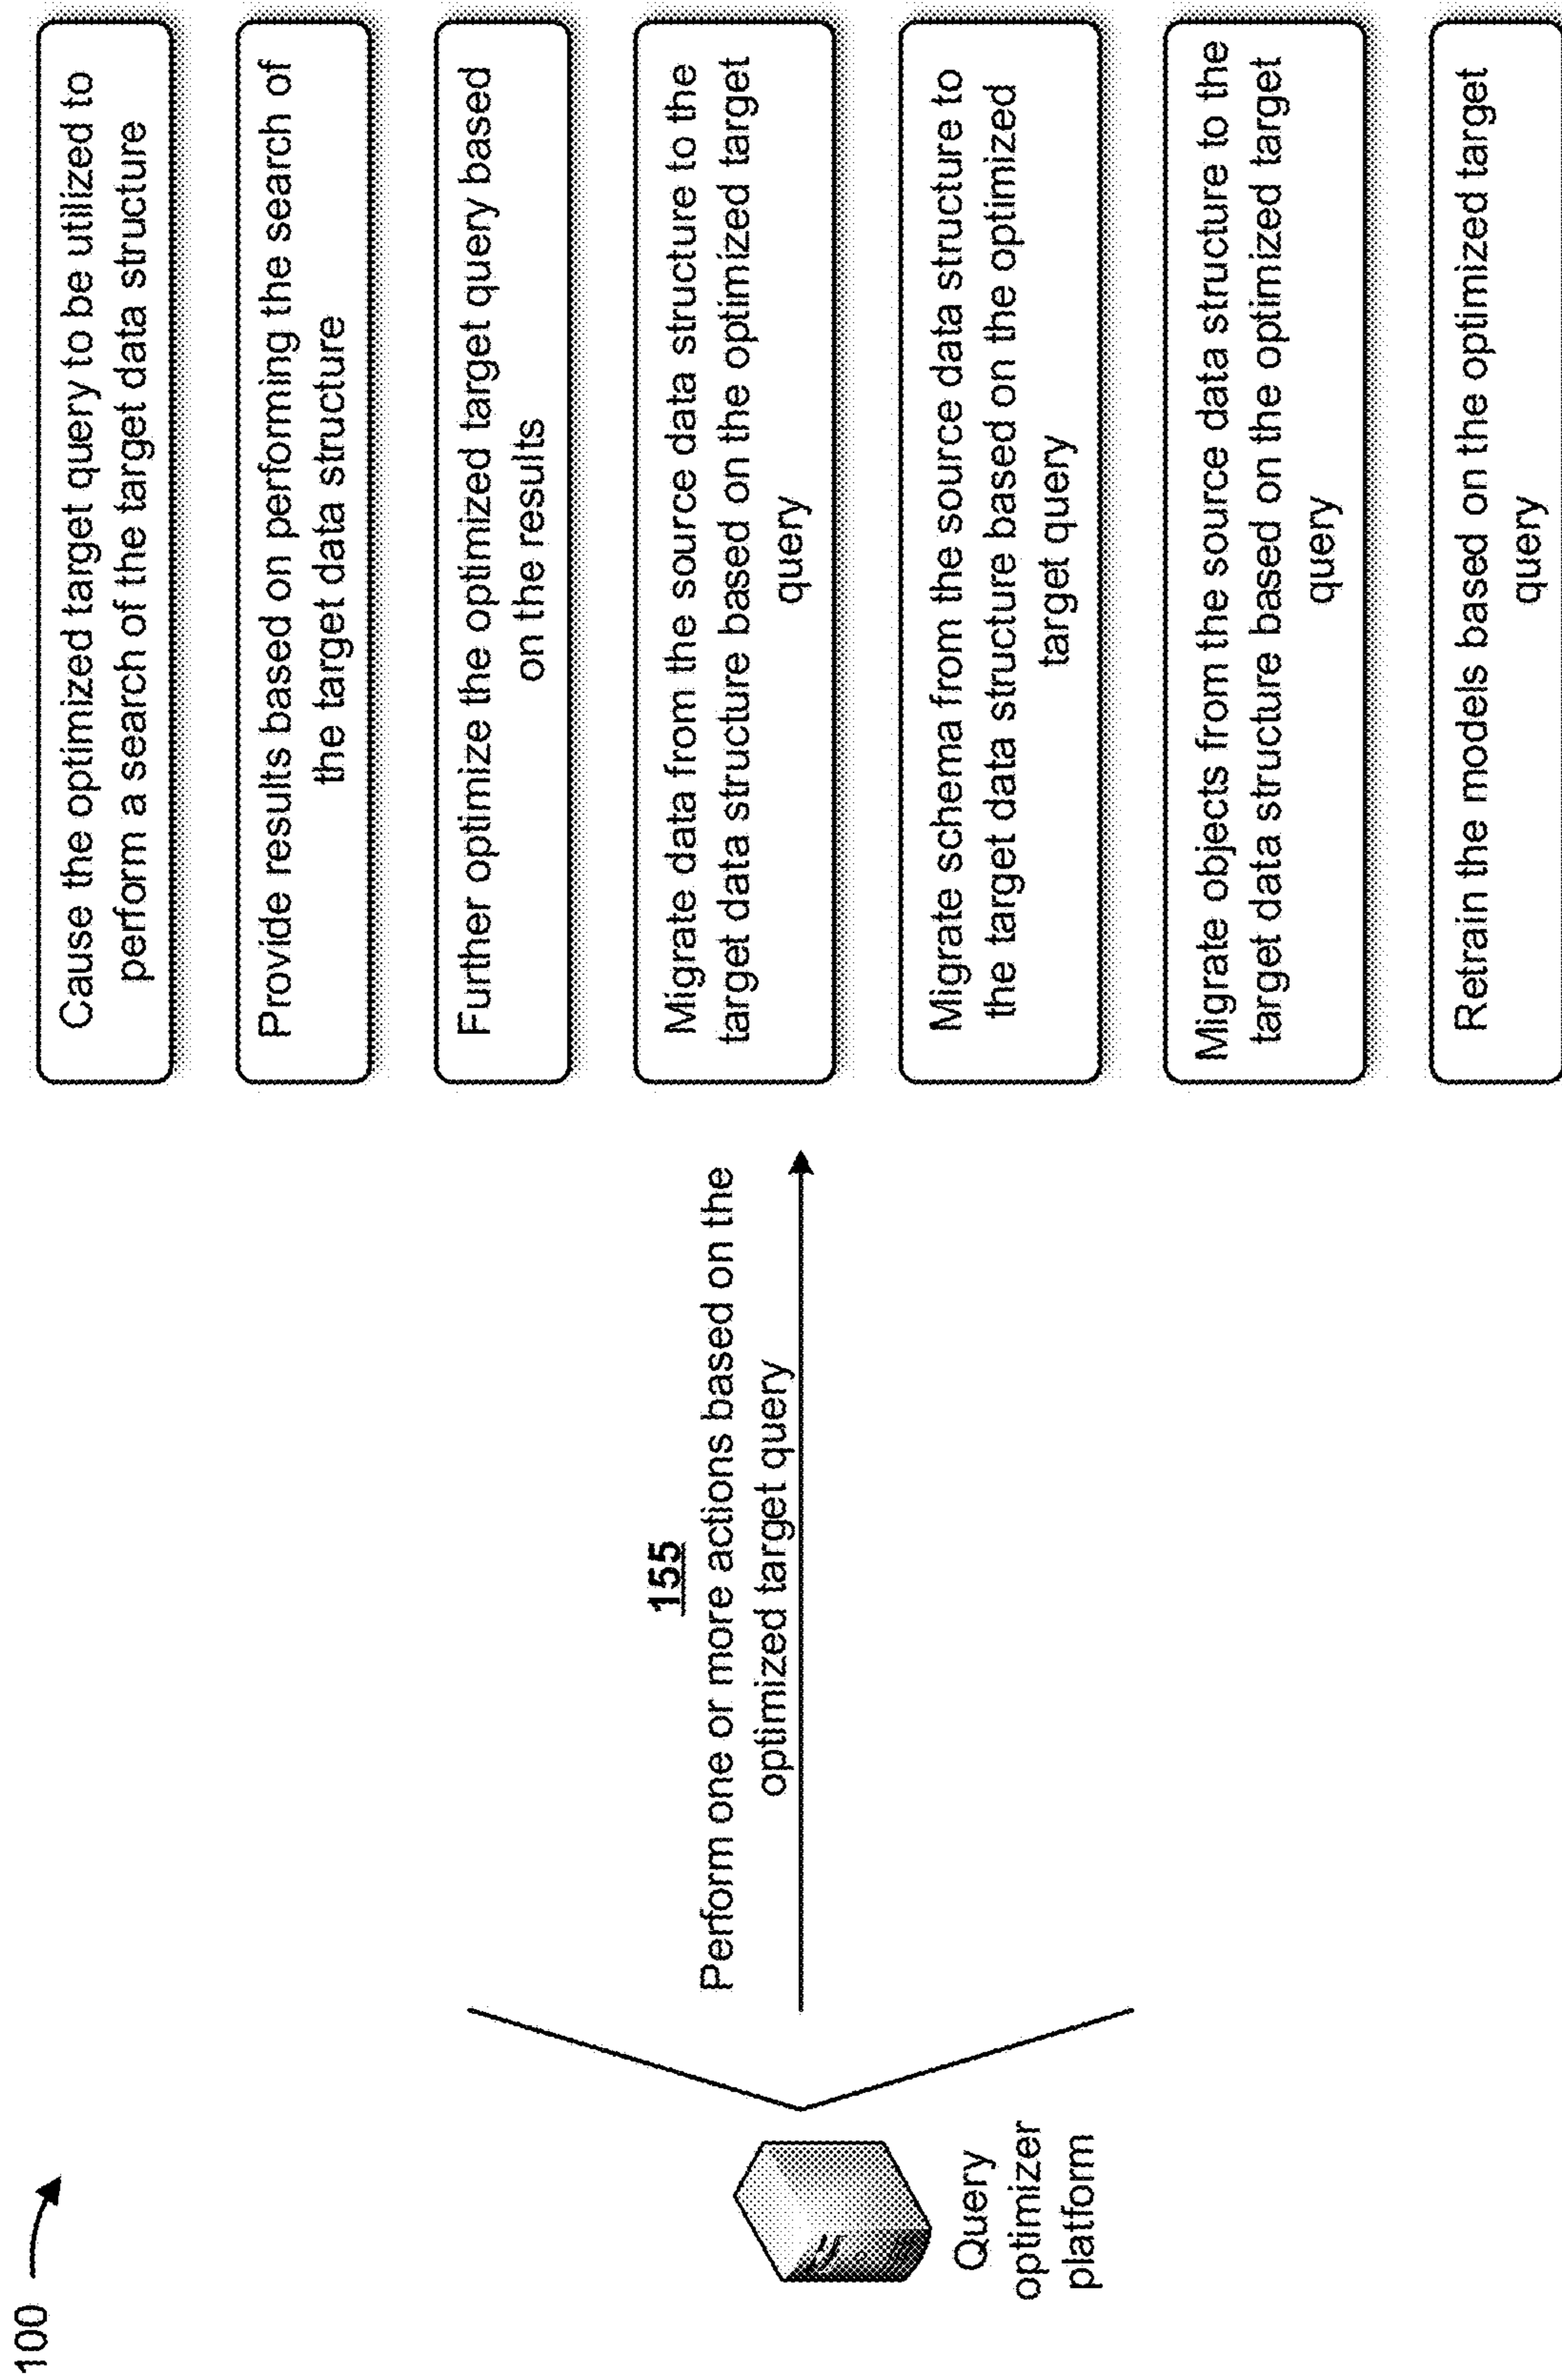 100
Query
optimizer
platform
155
Perform one or more actions based on the
optimized target query
Cause the optimized target query to be utilized to
perform a search of the target data structure
Provide results based on performing the search of
the target data structure
Further optimize the optimized target query based
on the results
Migrate data from the source data structure to the
target data structure based on the optimized target
query
Migrate schema from the source data structure to
the target data structure based on the optimized
target query
Migrate objects from the source data structure to the
target data structure based on the optimized target
query
Retrain the models based on the optimized target
query